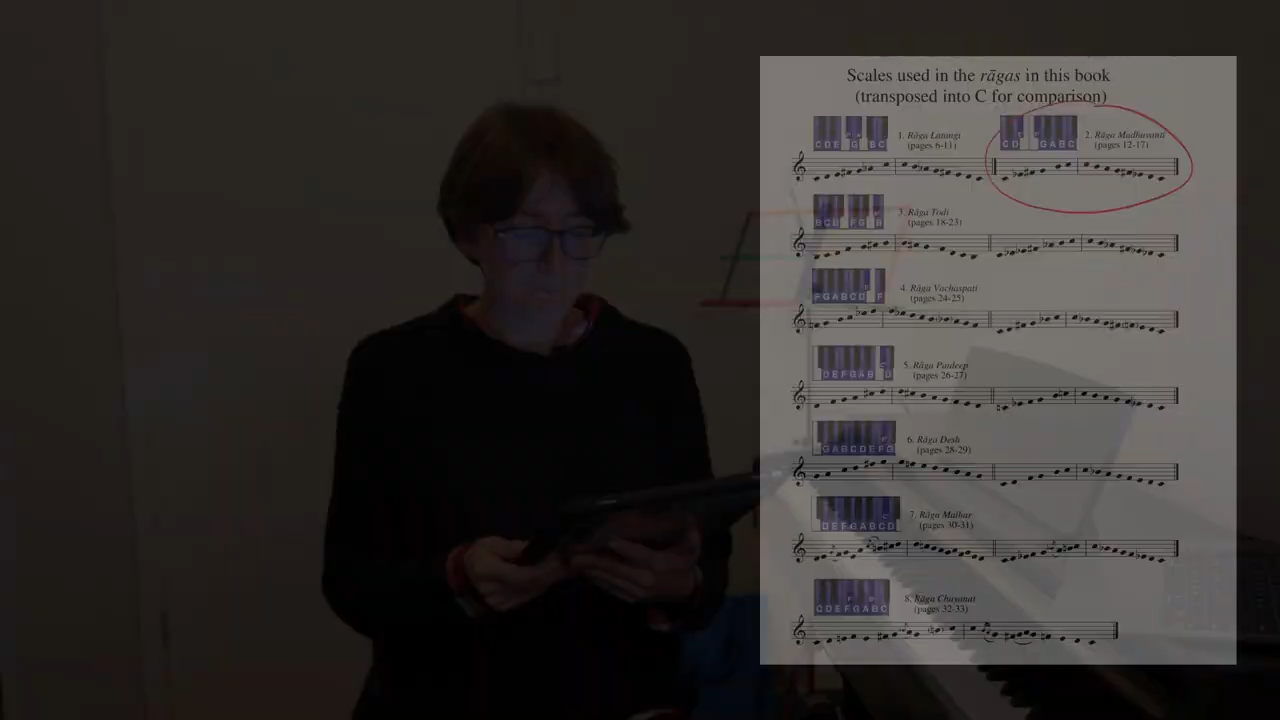 Scales used in the rāgas in this book
(transposed into C for comparison)
1. Rāga Latangi
(pages 6-11)
2. Rāga Madhuvanti
(pages 12-17)
3. Rāga Todi
(pages 18-23)
4. Rāga Vachaspati
(pages 24-25)
5. Rāga Patdeep
(pages 26-27)
6. Rāga Desh
(pages 28-29)
7. Rāga Malhar
(pages 30-31)
8. Rāga Chayanat
(pages 32-33)